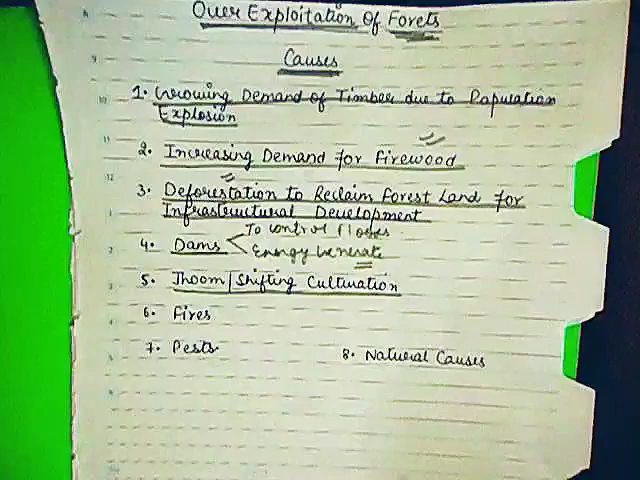 Over Exploitation Of Forets
Causes
1. Growing Demand of Timber due to Population
Explosion
2. Increasing Demand for firewood
3. Deforestation to Reclaim Forest Land for
Infrastructural Development
To control floods
4. Dams
Energy Generate
5. Jhoom/Shifting Cultivation
6. Fires
7. Pests
8. Natural Causes